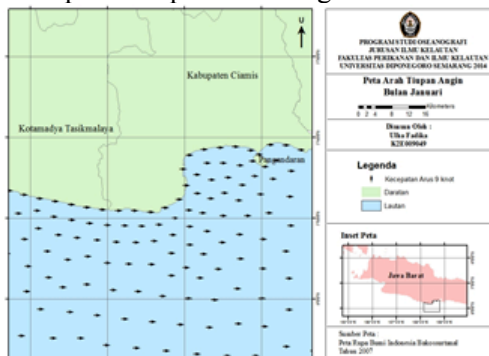 U
Kabupaten Ciamis
Kotamadya Tasikmalaya
Pangandaran
PROGRAM STUDI OSEANOGRAFI
JURUSAN ILMU KELAUTAN
FAKULTAS PERIKANAN DAN ILMU KELAUTAN
UNIVERSITAS DIPONEGORO SEMARANG 2014
Peta Arah Tiupan Angin
Bulan Januari
Kilometers
0 2 4 8 12 16
Disusun Oleh :
Ulha Fadika
K2E009049
Legenda
Kecepatan Arus 9 knot
Daratan
Lautan
Inset Peta
Jawa Barat
Sumber Peta :
Peta Rupa Bumi Indonesia Bakosurtanal
Tahun 2007